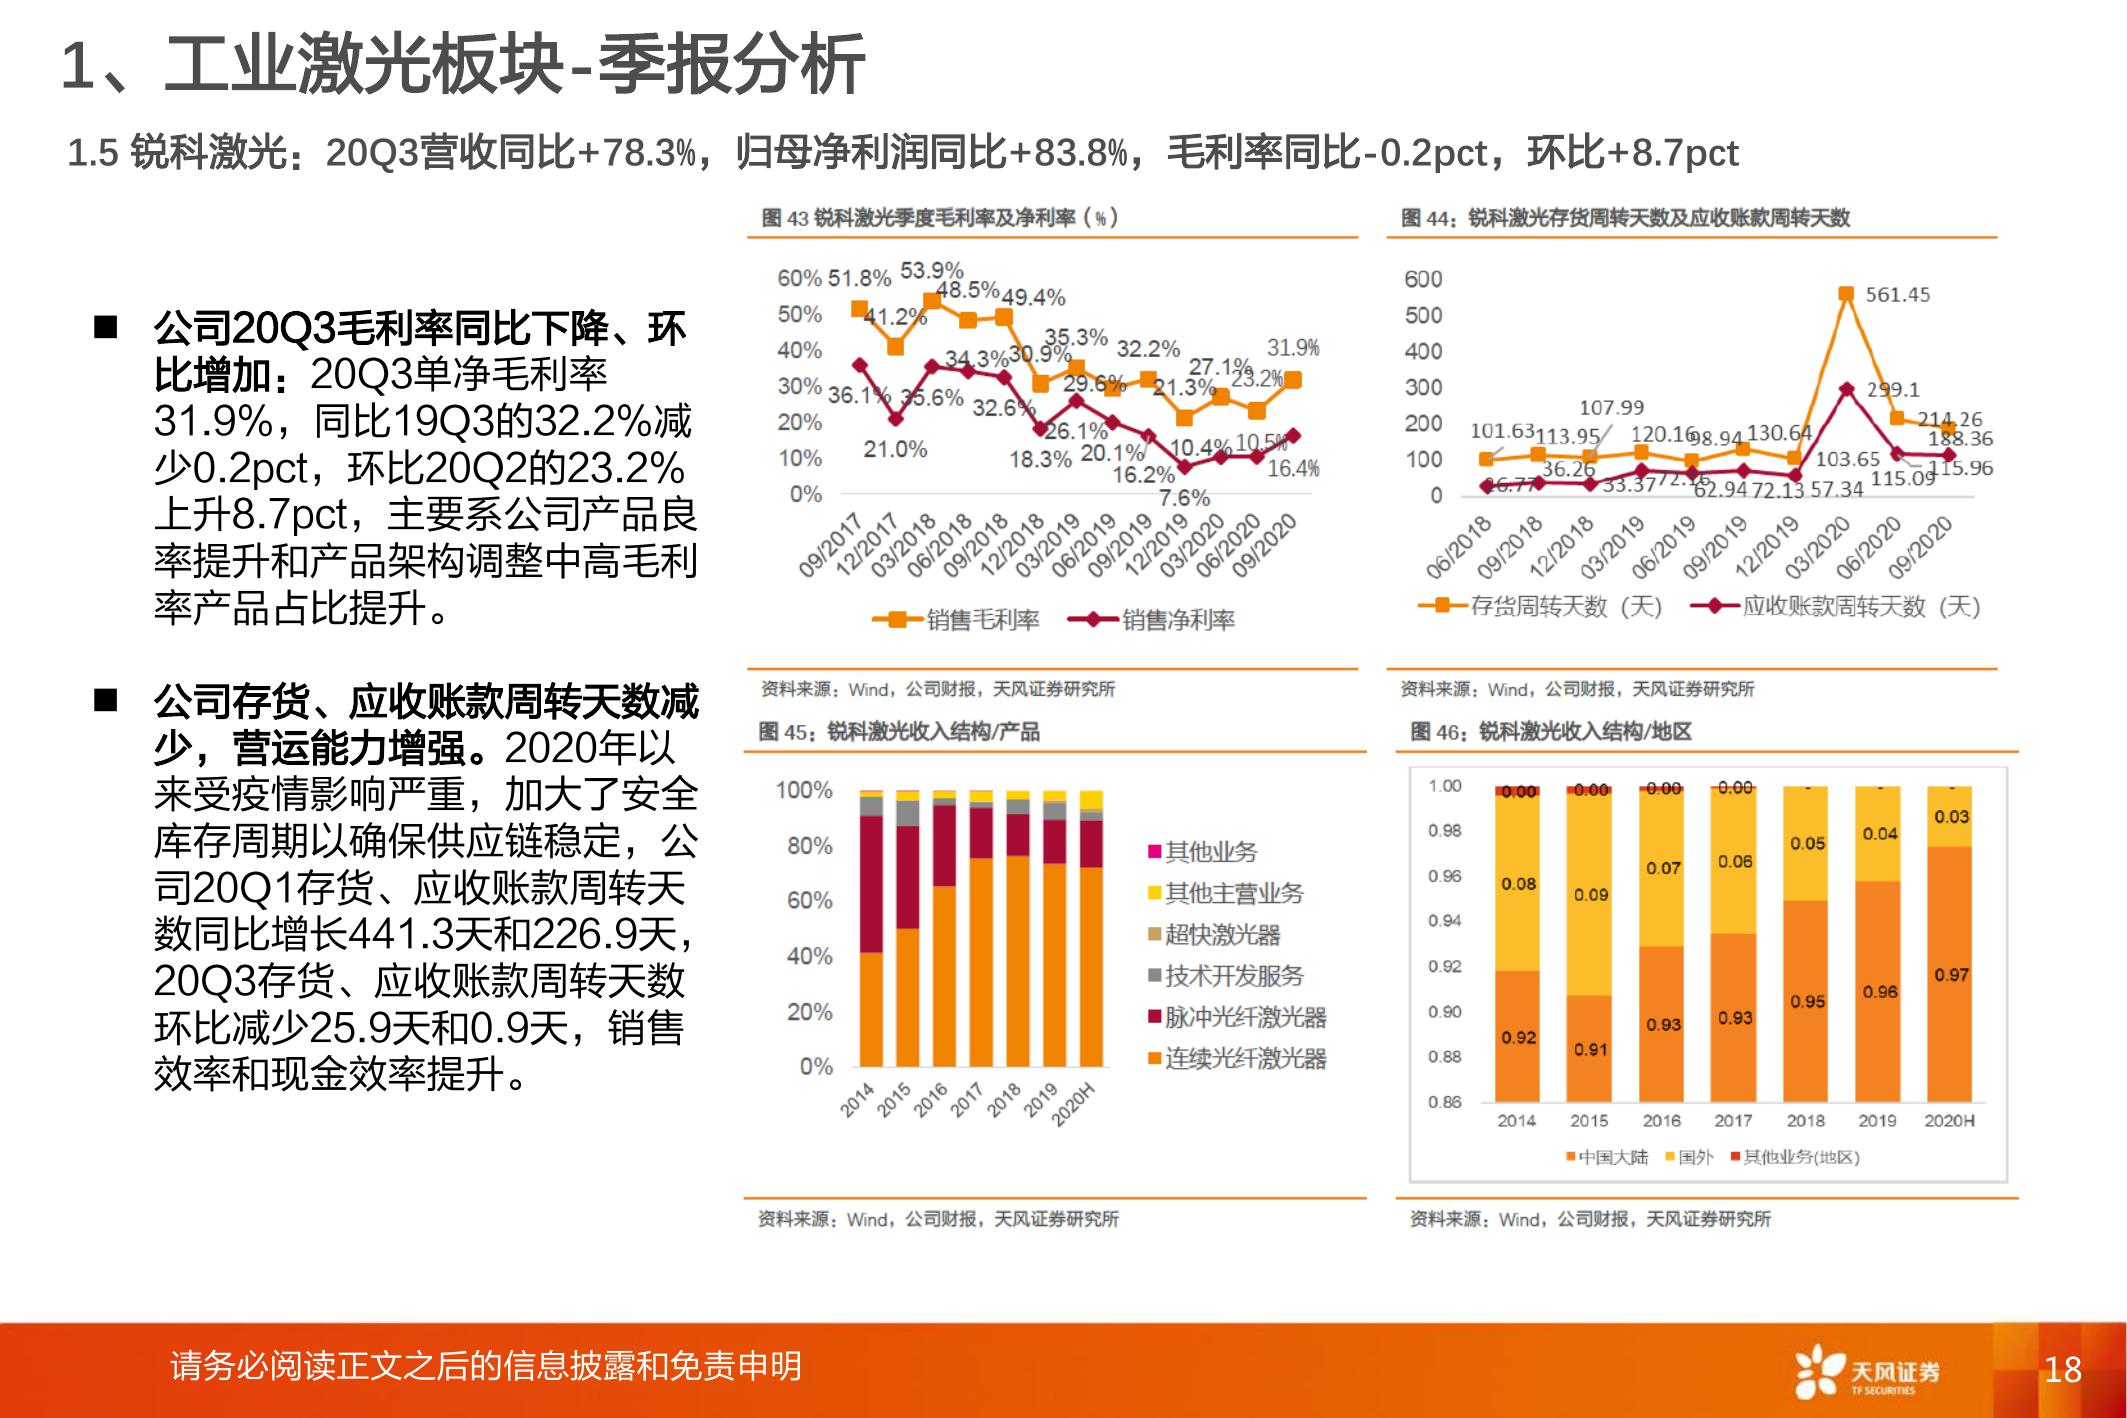 1、工业激光板块-季报分析
1.5 锐科激光：20Q3营收同比+78.3%，归母净利润同比+83.8%，毛利率同比-0.2pct，环比+8.7pct
■ 公司20Q3毛利率同比下降、环
比增加：20Q3单净毛利率
31.9%，同比19Q3的32.2%减
少0.2pct，环比20Q2的23.2%
上升8.7pct，主要系公司产品良
率提升和产品架构调整中高毛利
率产品占比提升。
■ 公司存货、应收账款周转天数减
少，营运能力增强。2020年以
来受疫情影响严重，加大了安全
库存周期以确保供应链稳定，公
司20Q1存货、应收账款周转天
数同比增长441.3天和226.9天，
20Q3存货、应收账款周转天数
环比减少25.9天和0.9天，销售
效率和现金效率提升。
图 43 锐科激光季度毛利率及净利率（%）
60%
50%
40%
30%
20%
10%
0%
51.8%
41.2%
53.9%
48.5%
49.4%
30.9%
35.3%
29.6%
32.2%
21.3%
27.1%
23.2%
31.9%
36.1%
21.0%
35.6%
34.3%
32.6%
18.3%
26.1%
20.1%
16.2%
7.6%
10.4%
10.5%
16.4%
09/2017
12/2017
03/2018
06/2018
09/2018
12/2018
03/2019
06/2019
09/2019
12/2019
03/2020
06/2020
09/2020
销售毛利率 销售净利率
资料来源：Wind，公司财报，天风证券研究所
图 44：锐科激光存货周转天数及应收账款周转天数
600
500
400
300
200
100
0
101.63
113.95
107.99
120.16
98.94
130.64
103.65
561.45
214.26
188.36
26.77
36.26
33.37
72.16
62.94
72.13
57.34
299.1
115.09
115.96
06/2018
09/2018
12/2018
03/2019
06/2019
09/2019
12/2019
03/2020
06/2020
09/2020
存货周转天数（天） 应收账款周转天数（天）
资料来源：Wind，公司财报，天风证券研究所
图 45：锐科激光收入结构/产品
100%
80%
60%
40%
20%
0%
2014
2015
2016
2017
2018
2019
2020H
其他业务
其他主营业务
超快激光器
技术开发服务
脉冲光纤激光器
连续光纤激光器
资料来源：Wind，公司财报，天风证券研究所
图 46：锐科激光收入结构/地区
1.00
0.98
0.96
0.94
0.92
0.90
0.88
0.86
0.00 0.00 0.00 0.00 - - -
0.08 0.09 0.07 0.06 0.05 0.04 0.03
0.92 0.91 0.93 0.93 0.95 0.96 0.97
2014 2015 2016 2017 2018 2019 2020H
中国大陆 国外 其他业务(地区)
资料来源：Wind，公司财报，天风证券研究所
请务必阅读正文之后的信息披露和免责申明
天风证券
TF SECURITIES
18